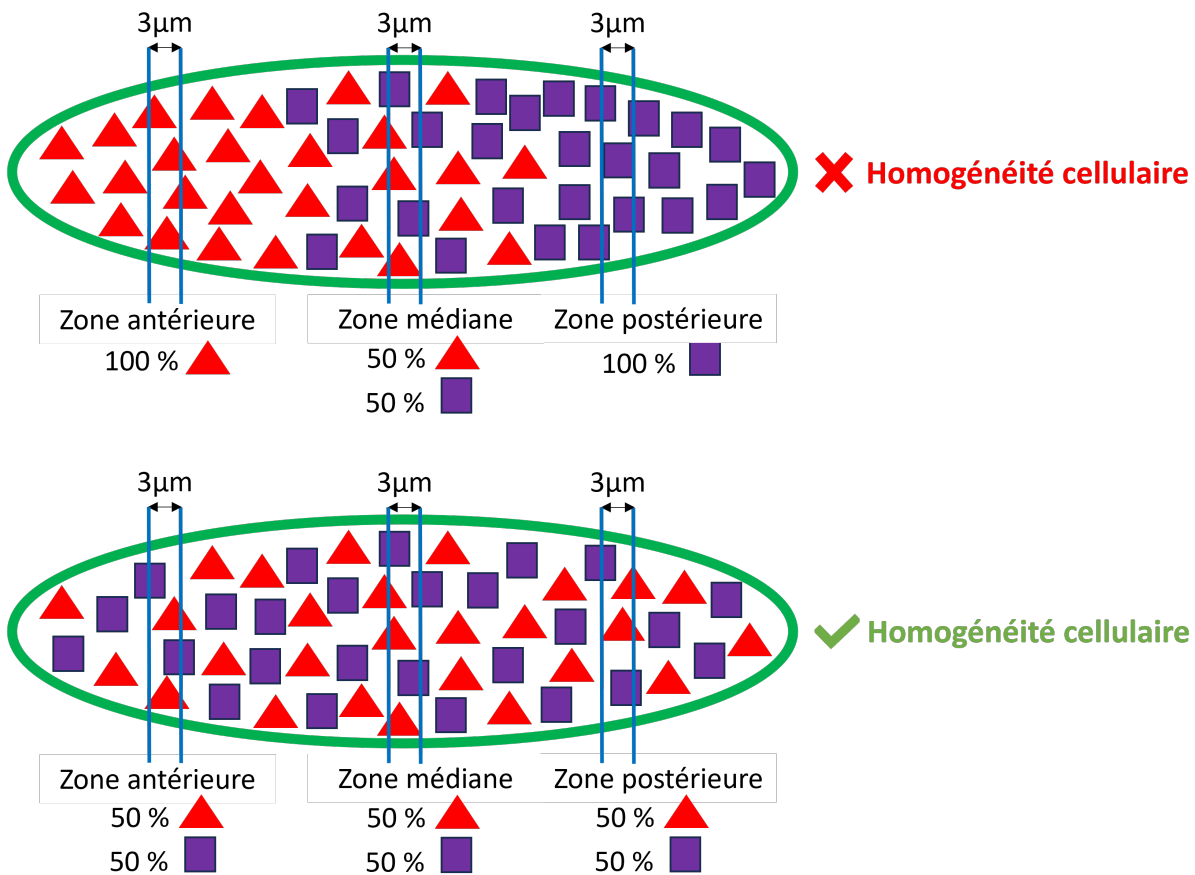 3µm 3µm 3µm
Homogénéité cellulaire
Zone antérieure Zone médiane Zone postérieure
100 % 50 % 100 %
50 %
3µm 3µm 3µm
Homogénéité cellulaire
Zone antérieure Zone médiane Zone postérieure
50 % 50 % 50 %
50 % 50 % 50 %